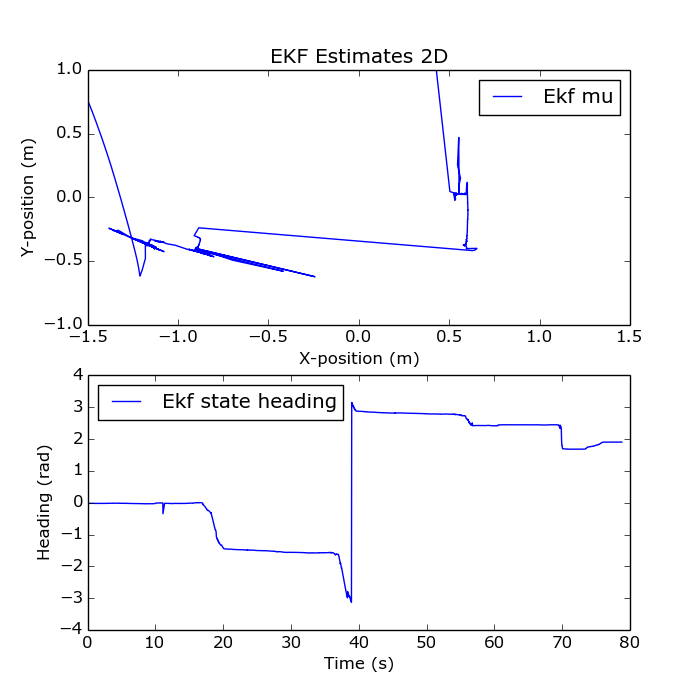 EKF Estimates 2D
Ekf mu
1.0
0.5
0.0
−0.5
−1.0
Y-position (m)
−1.5 −1.0 −0.5 0.0 0.5 1.0 1.5
X-position (m)
Ekf state heading
4
3
2
1
0
−1
−2
−3
−4
Heading (rad)
0 10 20 30 40 50 60 70 80
Time (s)